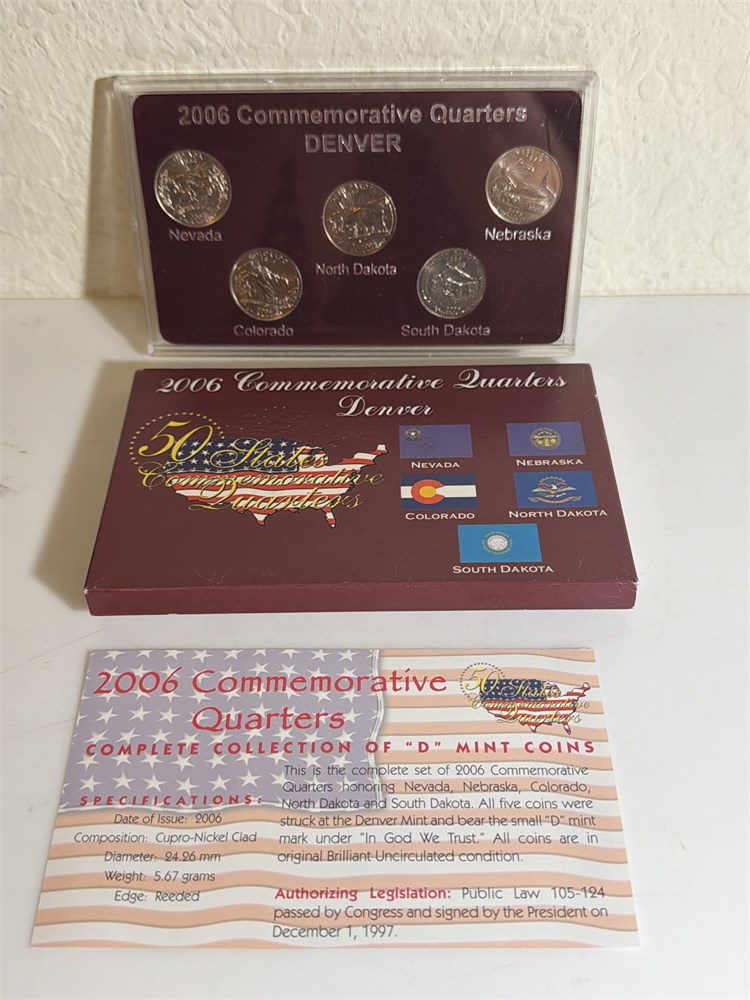 2006 Commemorative Quarters
DENVER
Nevada
North Dakota
Nebraska
Colorado
South Dakota
2006 Commemorative Quarters
Denver
50 States
Commemorative
Quarters
NEVADA
NEBRASKA
COLORADO
NORTH DAKOTA
SOUTH DAKOTA
2006 Commemorative
Quarters
50 States
Commemorative
Quarters
COMPLETE COLLECTION OF "D" MINT COINS
SPECIFICATIONS:
Date of Issue: 2006
Composition: Cupro-Nickel Clad
Diameter: 24.26 mm
Weight: 5.67 grams
Edge: Reeded
This is the complete set of 2006 Commemorative
Quarters honoring Nevada, Nebraska, Colorado,
North Dakota and South Dakota. All five coins were
struck at the Denver Mint and bear the small "D" mint
mark under "In God We Trust." All coins are in
original Brilliant Uncirculated condition.
Authorizing Legislation: Public Law 105-124
passed by Congress and signed by the President on
December 1, 1997.